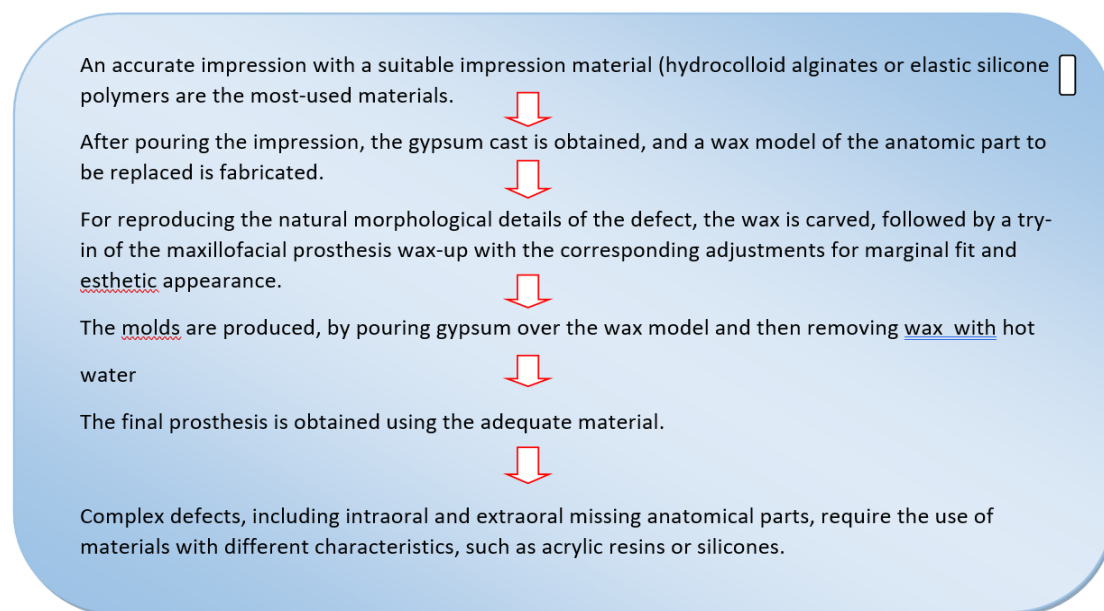 An accurate impression with a suitable impression material (hydrocolloid alginates or elastic silicone
polymers are the most-used materials.
After pouring the impression, the gypsum cast is obtained, and a wax model of the anatomic part to
be replaced is fabricated.
For reproducing the natural morphological details of the defect, the wax is carved, followed by a try-
in of the maxillofacial prosthesis wax-up with the corresponding adjustments for marginal fit and
esthetic appearance.
The molds are produced, by pouring gypsum over the wax model and then removing wax  with hot
water
The final prosthesis is obtained using the adequate material.
Complex defects, including intraoral and extraoral missing anatomical parts, require the use of
materials with different characteristics, such as acrylic resins or silicones.